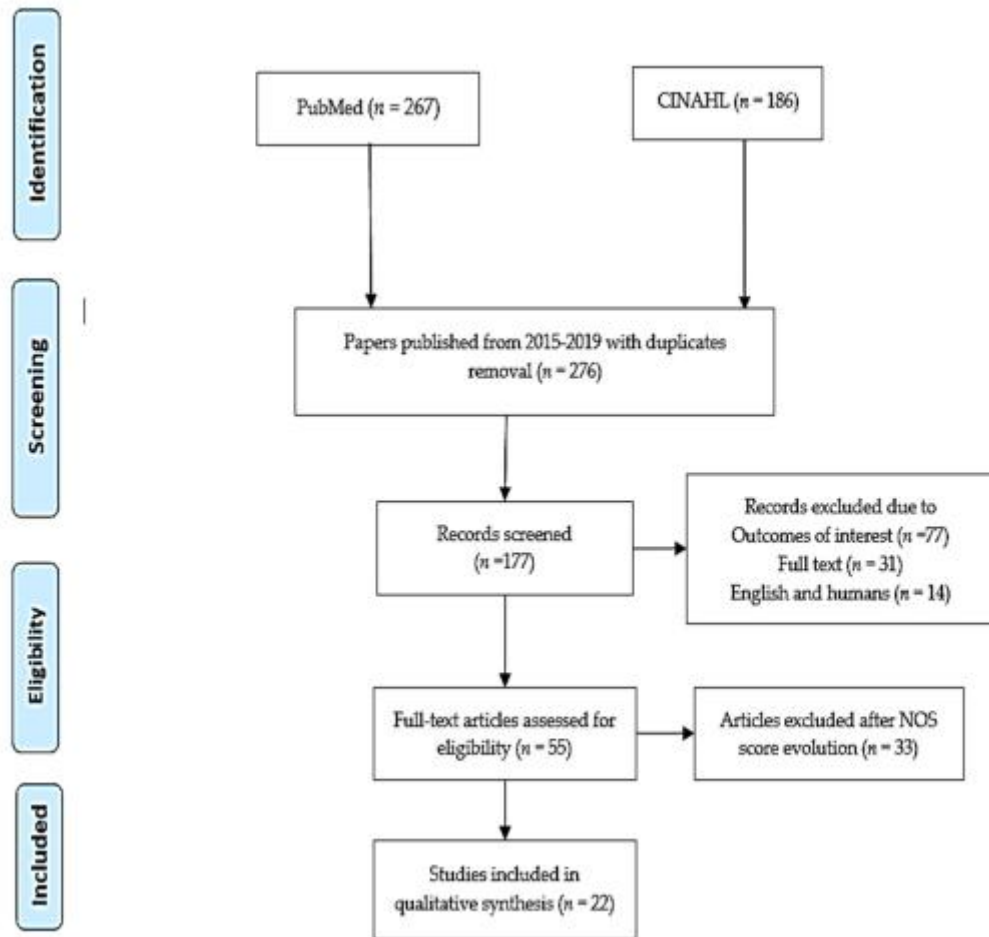 Identification
PubMed (n = 267)
CINAHL (n = 186)
Screening
Papers published from 2015-2019 with duplicates
removal (n = 276)
Records screened
(n =177)
Records excluded due to
Outcomes of interest (n =77)
Full text (n = 31)
English and humans (n = 14)
Eligibility
Full-text articles assessed for
eligibility (n = 55)
Articles excluded after NOS
score evolution (n = 33)
Included
Studies included in
qualitative synthesis (n = 22)